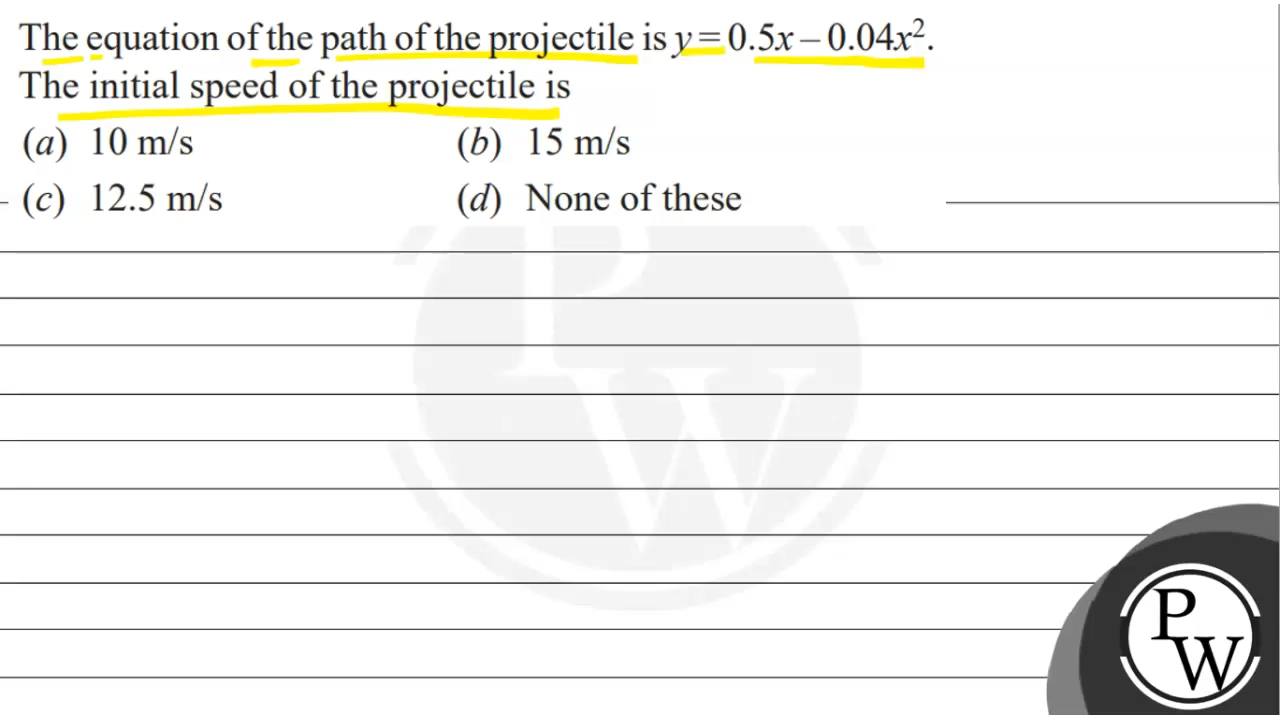 The equation of the path of the projectile is y = 0.5x – 0.04x².
The initial speed of the projectile is
(a) 10 m/s (b) 15 m/s
(c) 12.5 m/s (d) None of these
P
W
P
W